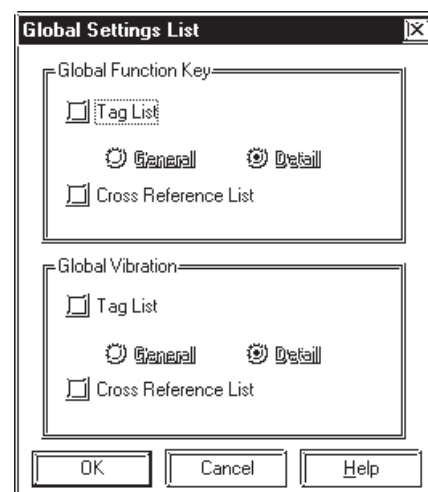 Global Settings List
Global Function Key
Tag List
General Detail
Cross Reference List
Global Vibration
Tag List
General Detail
Cross Reference List
OK Cancel Help